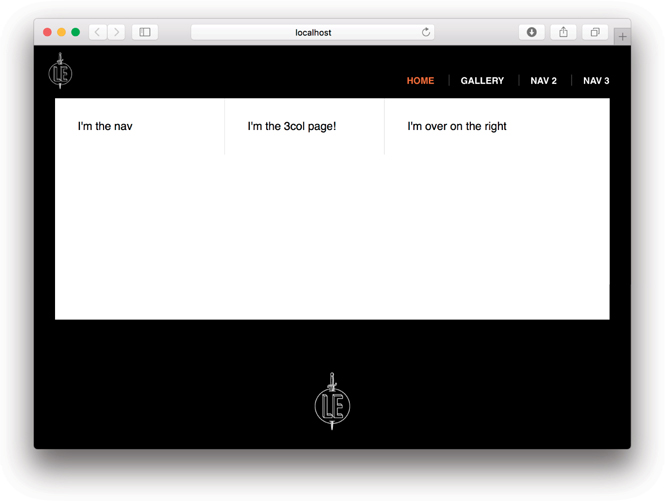 localhost
LE
HOME GALLERY NAV 2 NAV 3
I'm the nav I'm the 3col page! I'm over on the right
LE